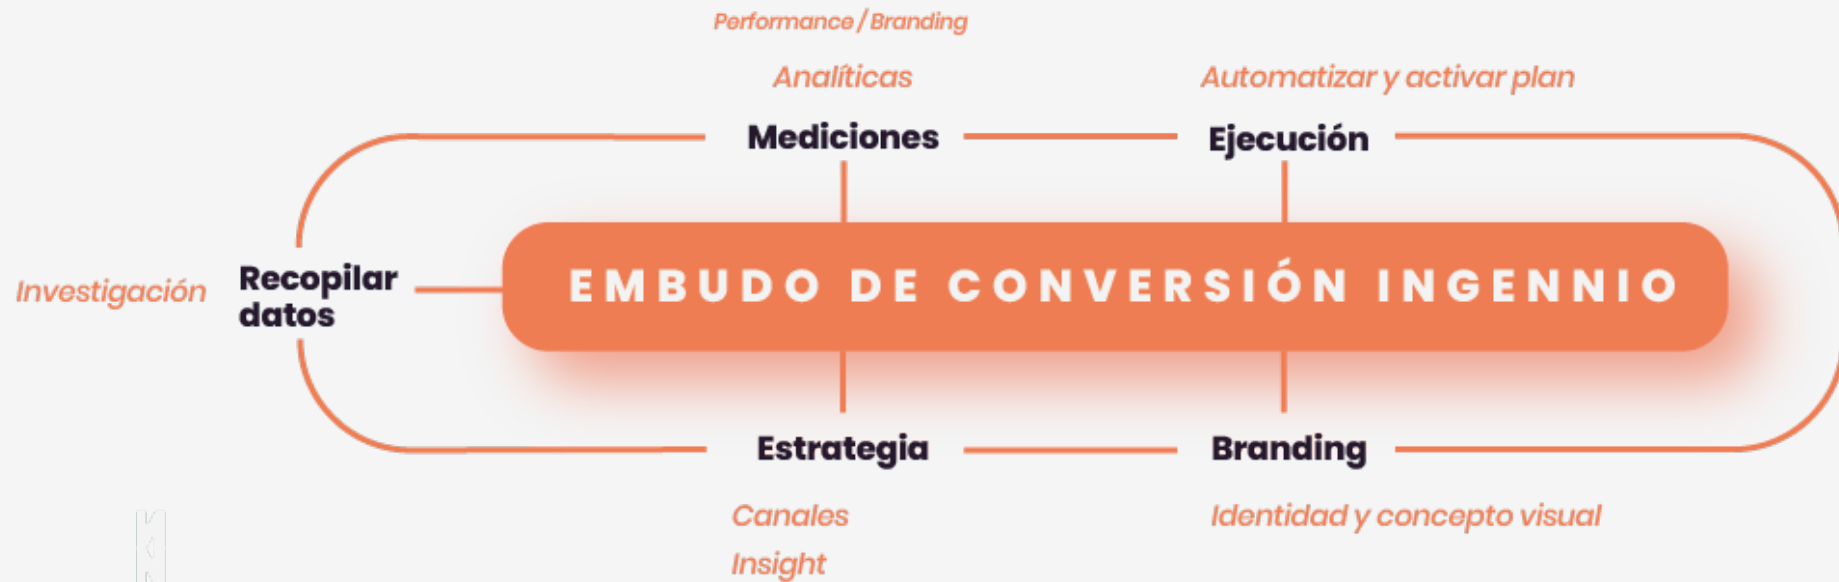 Performance / Branding
Analíticas
Automatizar y activar plan
Mediciones
Ejecución
Investigación
Recopilar
datos
EMBUDO DE CONVERSIÓN INGENNIO
Estrategia
Branding
Canales
Identidad y concepto visual
Insight